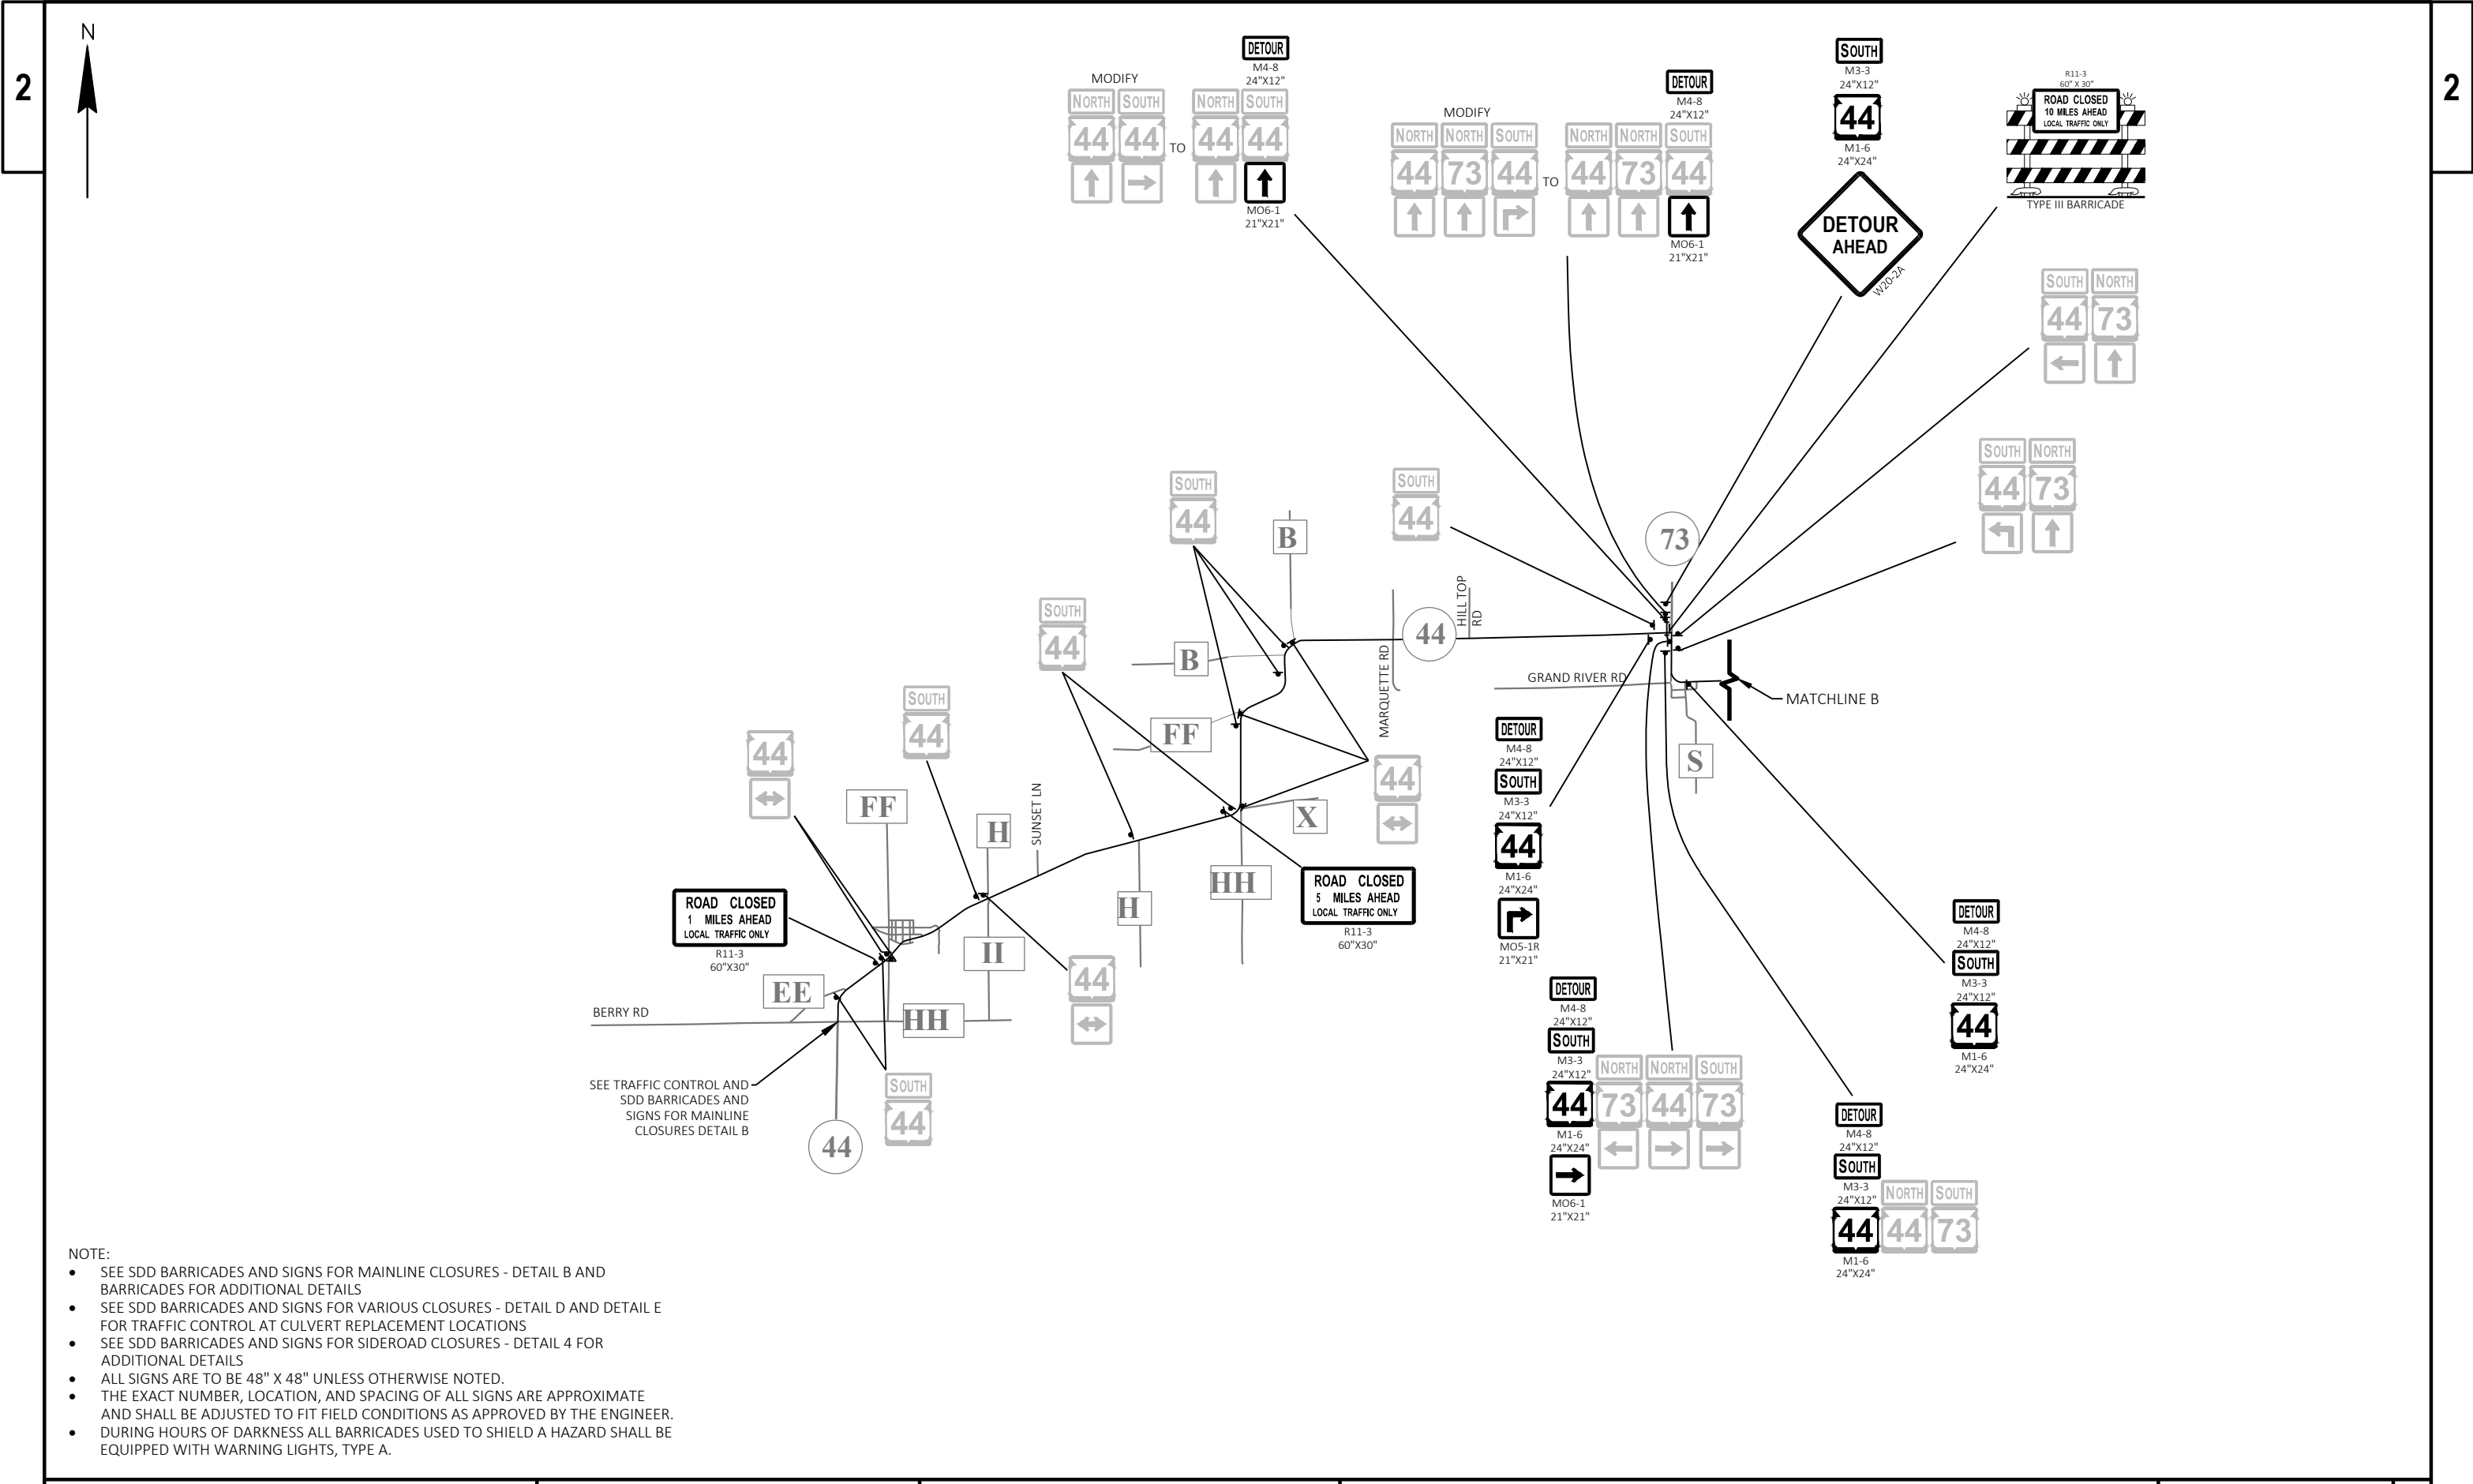 2
N
2
MODIFY
NORTH SOUTH
44 44
TO
DETOUR
M4-8
24"X12"
NORTH SOUTH
44 44
MO6-1
21"X21"
MODIFY
NORTH NORTH SOUTH
44 73 44
TO
DETOUR
M4-8
24"X12"
NORTH NORTH SOUTH
44 73 44
MO6-1
21"X21"
SOUTH
M3-3
24"X12"
44
M1-6
24"X24"
DETOUR
AHEAD
W20-2A
R11-3
60" X 30"
ROAD CLOSED
10 MILES AHEAD
LOCAL TRAFFIC ONLY
TYPE III BARRICADE
SOUTH NORTH
44 73
SOUTH NORTH
44 73
SOUTH
44
B
SOUTH
44
73
SOUTH
44
B
MARQUETTE RD
44
HILL TOP
RD
GRAND RIVER RD
MATCHLINE B
S
SOUTH
44
FF
44
44
FF
H
SUNSET LN
X
HH
H
ROAD CLOSED
5 MILES AHEAD
LOCAL TRAFFIC ONLY
R11-3
60"X30"
ROAD CLOSED
1 MILES AHEAD
LOCAL TRAFFIC ONLY
R11-3
60"X30"
II
EE
44
BERRY RD
HH
SEE TRAFFIC CONTROL AND
SDD BARRICADES AND
SIGNS FOR MAINLINE
CLOSURES DETAIL B
44
SOUTH
44
DETOUR
M4-8
24"X12"
SOUTH
M3-3
24"X12"
44
M1-6
24"X24"
MO5-1R
21"X21"
DETOUR
M4-8
24"X12"
SOUTH
M3-3
24"X12"
NORTH NORTH SOUTH
44 73 44 73
M1-6
24"X24"
MO6-1
21"X21"
DETOUR
M4-8
24"X12"
SOUTH
M3-3
24"X12"
44
M1-6
24"X24"
DETOUR
M4-8
24"X12"
SOUTH
M3-3
24"X12"
NORTH SOUTH
44 44 73
M1-6
24"X24"
NOTE:
• SEE SDD BARRICADES AND SIGNS FOR MAINLINE CLOSURES - DETAIL B AND
BARRICADES FOR ADDITIONAL DETAILS
• SEE SDD BARRICADES AND SIGNS FOR VARIOUS CLOSURES - DETAIL D AND DETAIL E
FOR TRAFFIC CONTROL AT CULVERT REPLACEMENT LOCATIONS
• SEE SDD BARRICADES AND SIGNS FOR SIDEROAD CLOSURES - DETAIL 4 FOR
ADDITIONAL DETAILS
• ALL SIGNS ARE TO BE 48" X 48" UNLESS OTHERWISE NOTED.
• THE EXACT NUMBER, LOCATION, AND SPACING OF ALL SIGNS ARE APPROXIMATE
AND SHALL BE ADJUSTED TO FIT FIELD CONDITIONS AS APPROVED BY THE ENGINEER.
• DURING HOURS OF DARKNESS ALL BARRICADES USED TO SHIELD A HAZARD SHALL BE
EQUIPPED WITH WARNING LIGHTS, TYPE A.